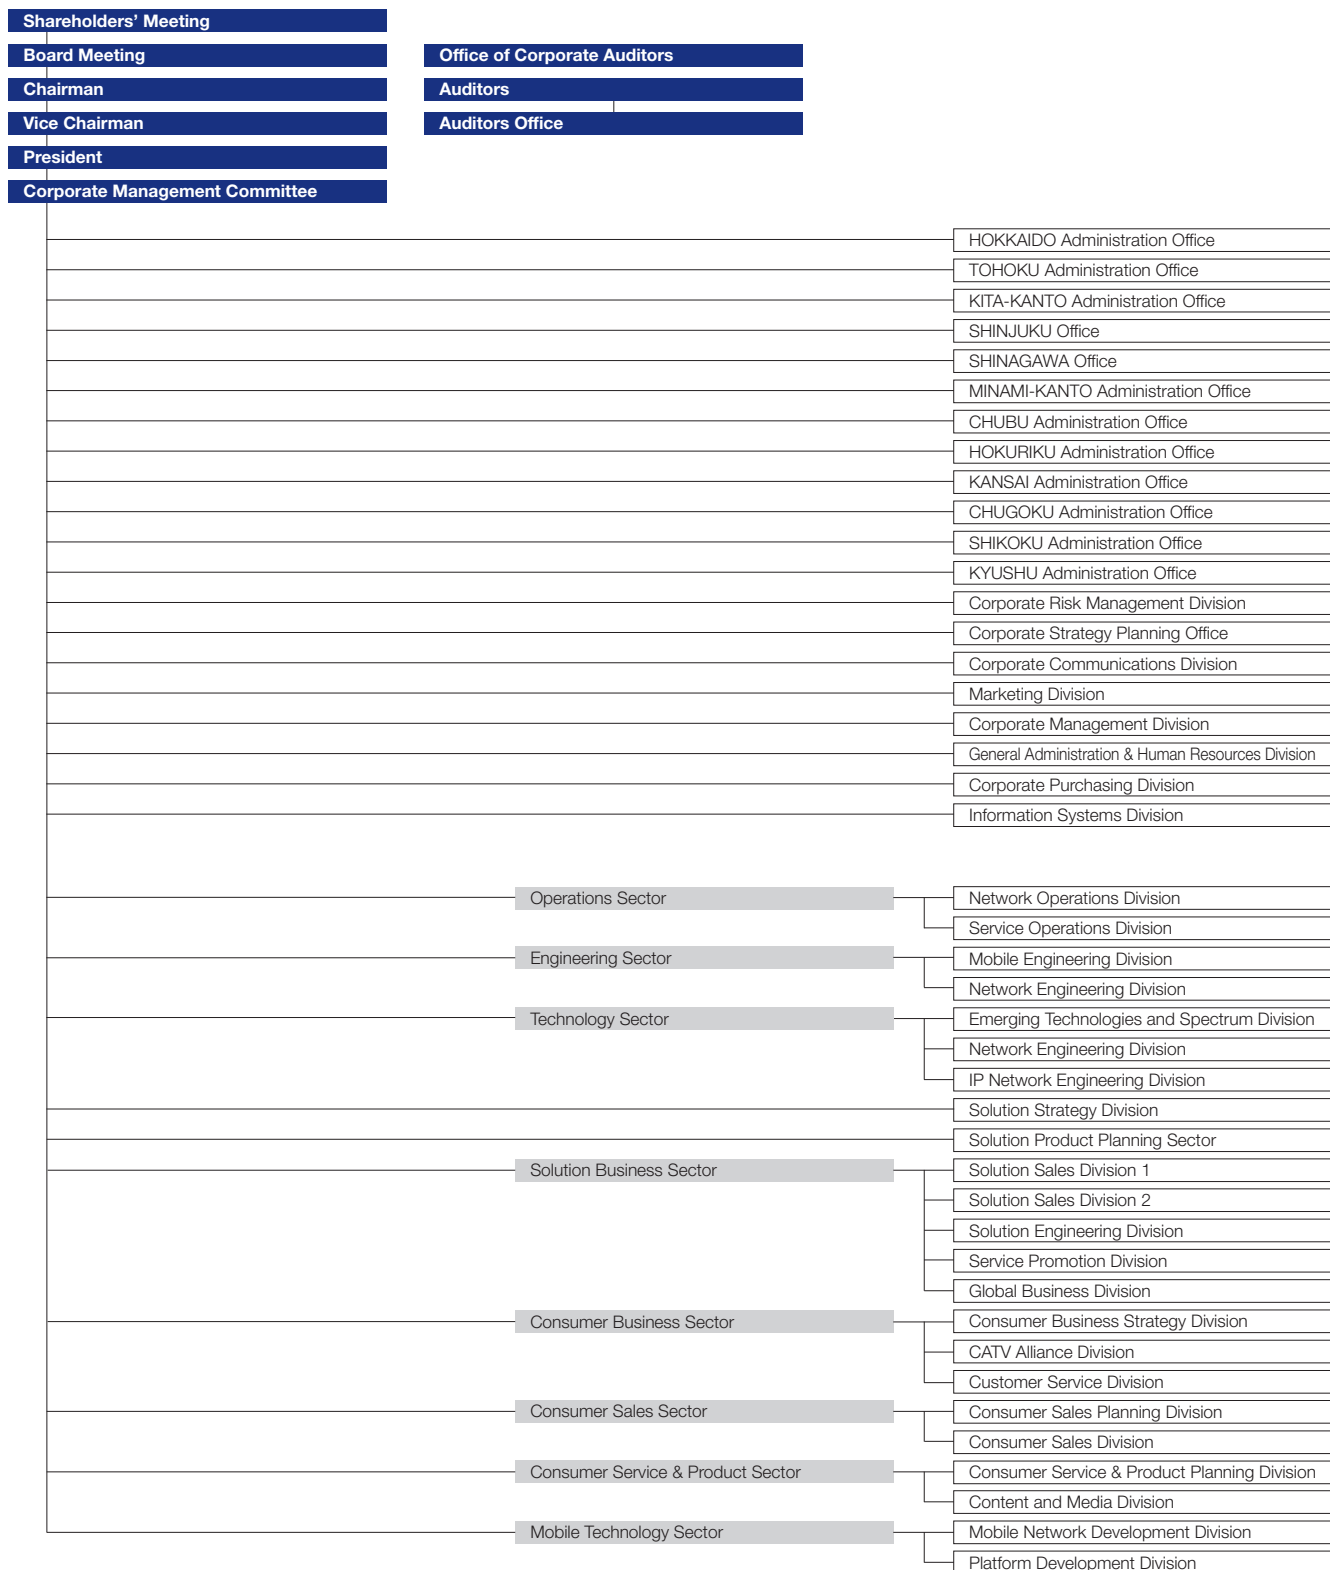 Shareholders’ Meeting
Board Meeting
Office of Corporate Auditors
Chairman
Auditors
Vice Chairman
Auditors Office
President
Corporate Management Committee
HOKKAIDO Administration Office
TOHOKU Administration Office
KITA-KANTO Administration Office
SHINJUKU Office
SHINAGAWA Office
MINAMI-KANTO Administration Office
CHUBU Administration Office
HOKURIKU Administration Office
KANSAI Administration Office
CHUGOKU Administration Office
SHIKOKU Administration Office
KYUSHU Administration Office
Corporate Risk Management Division
Corporate Strategy Planning Office
Corporate Communications Division
Marketing Division
Corporate Management Division
General Administration & Human Resources Division
Corporate Purchasing Division
Information Systems Division
Operations Sector
Network Operations Division
Service Operations Division
Engineering Sector
Mobile Engineering Division
Network Engineering Division
Technology Sector
Emerging Technologies and Spectrum Division
Network Engineering Division
IP Network Engineering Division
Solution Strategy Division
Solution Product Planning Sector
Solution Business Sector
Solution Sales Division 1
Solution Sales Division 2
Solution Engineering Division
Service Promotion Division
Global Business Division
Consumer Business Sector
Consumer Business Strategy Division
CATV Alliance Division
Customer Service Division
Consumer Sales Sector
Consumer Sales Planning Division
Consumer Sales Division
Consumer Service & Product Sector
Consumer Service & Product Planning Division
Content and Media Division
Mobile Technology Sector
Mobile Network Development Division
Platform Development Division